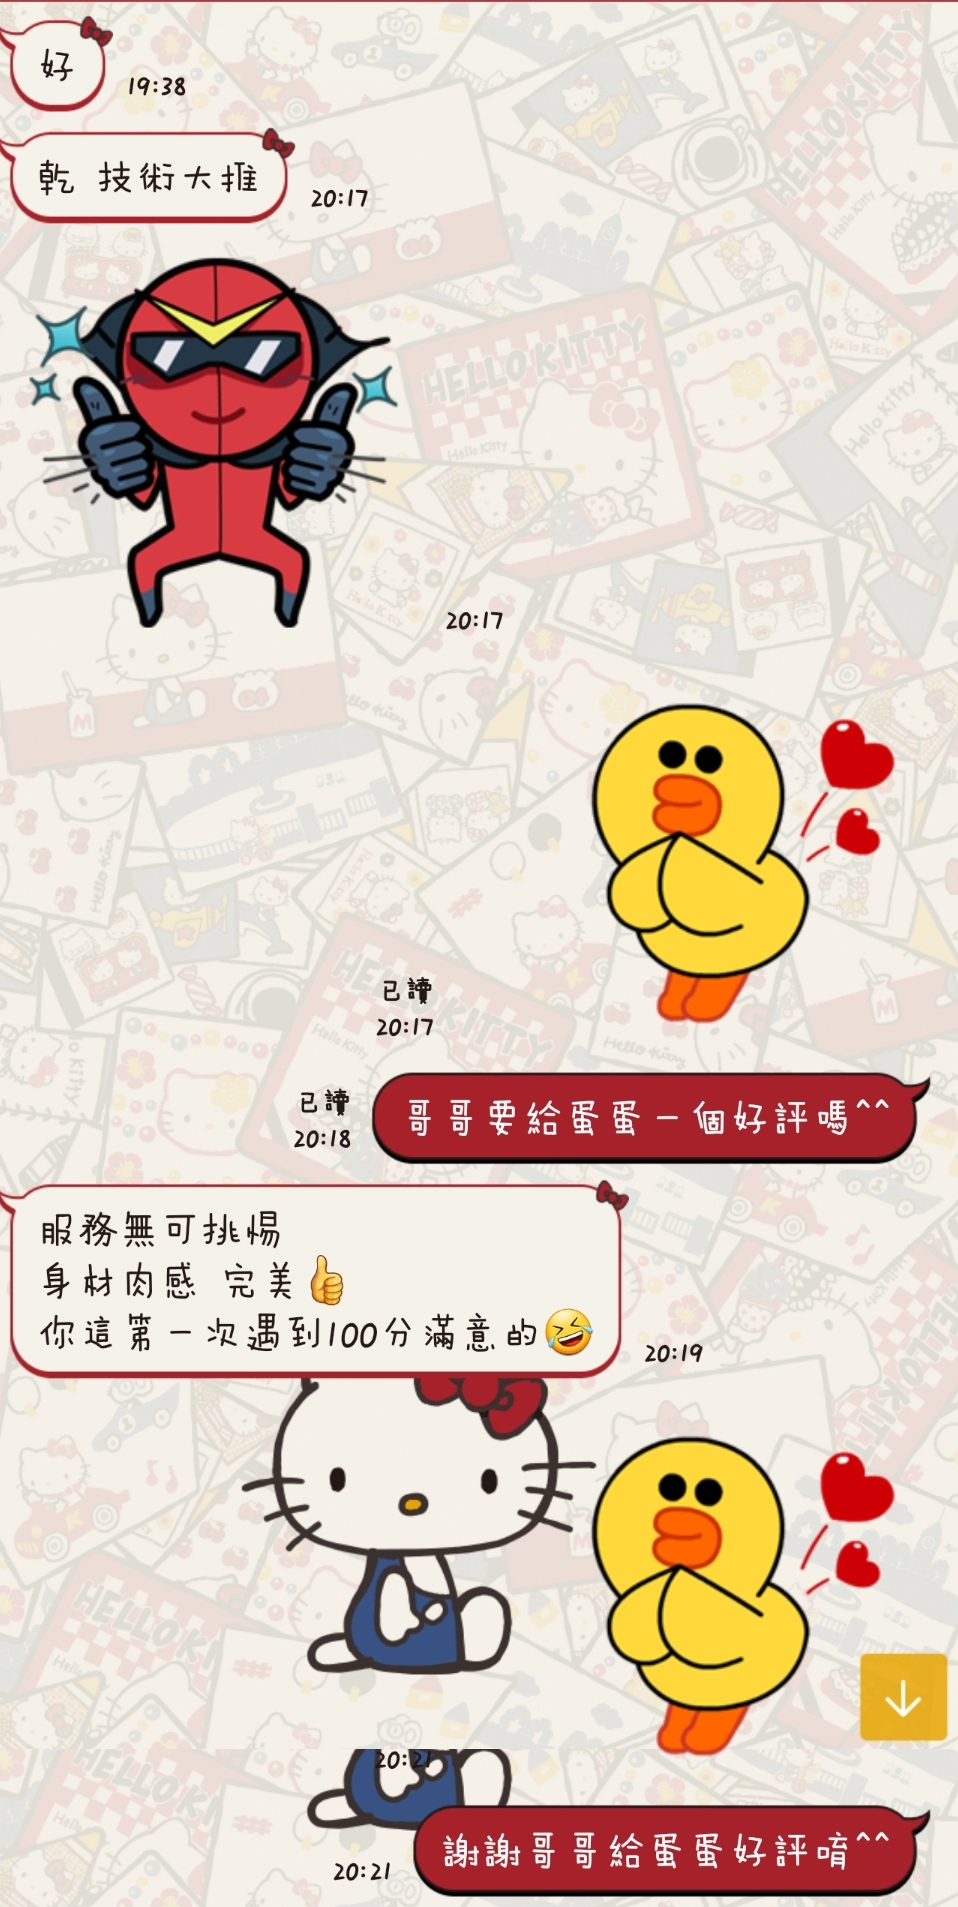 好
19:38
乾 技術大推
20:17
20:17
已讀
20:17
已讀
20:18
哥哥要給蛋蛋一個好評嗎^^
服務無可挑惕
身材肉感 完美👍
你這第一次遇到100分滿意的🤣
20:19
20:21
20:21
謝謝哥哥給蛋蛋好評唷^^